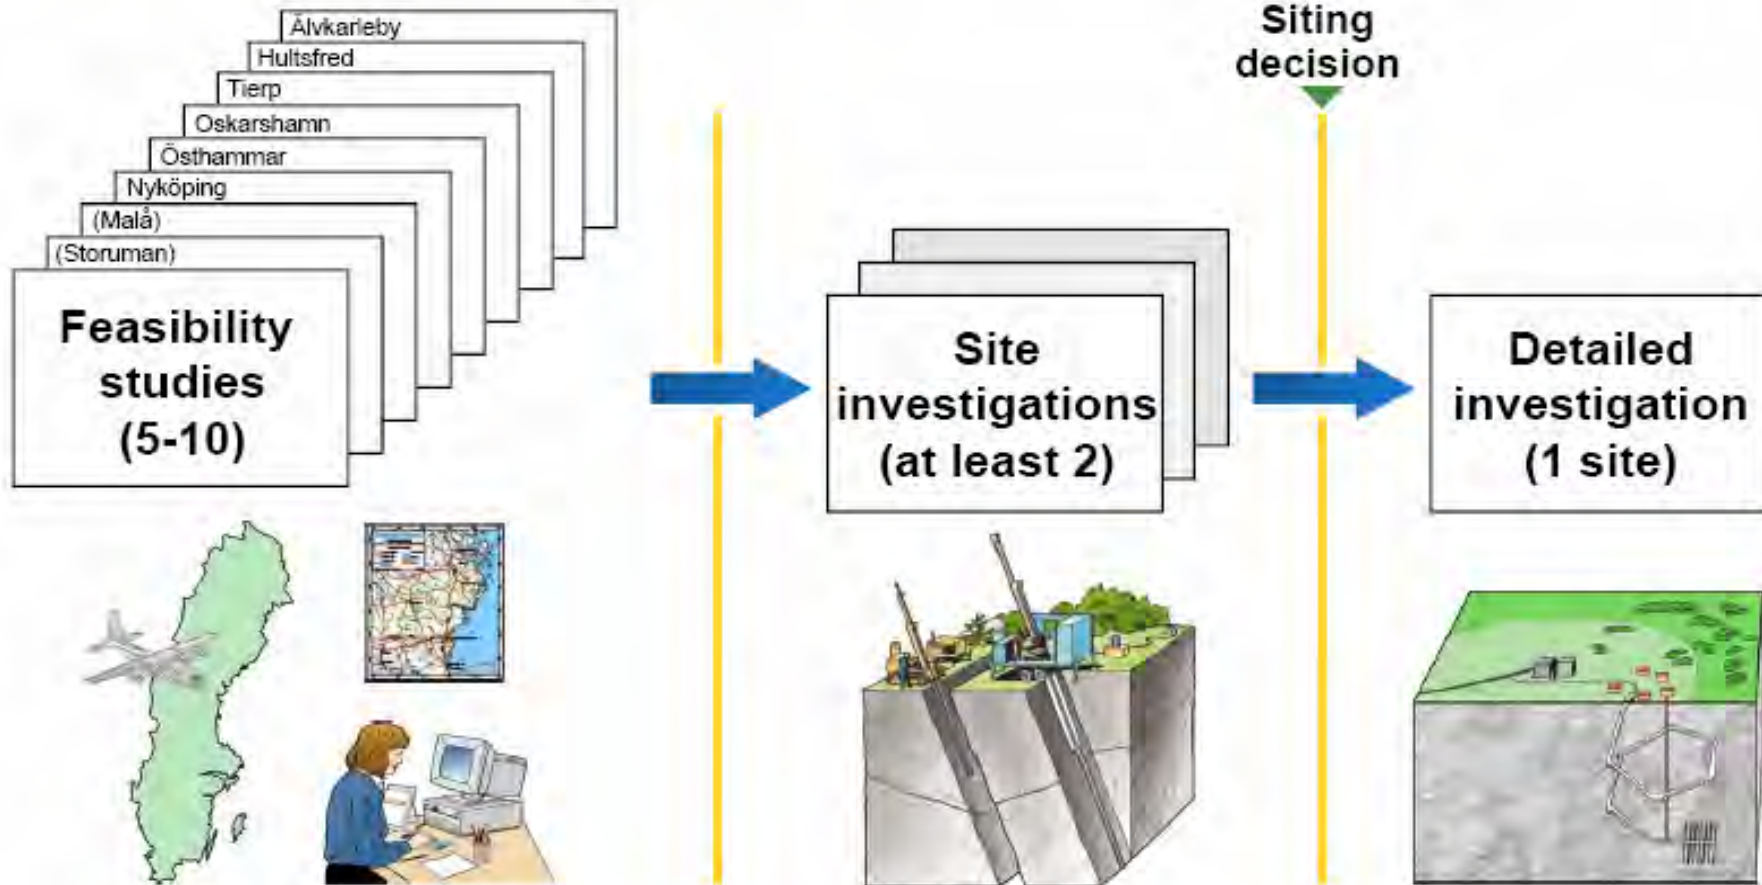 Älvkarleby
Hultsfred
Tierp
Oskarshamn
Östhammar
Nyköping
(Malå)
(Storuman)
Feasibility
studies
(5-10)
Site
investigations
(at least 2)
Siting
decision
Detailed
investigation
(1 site)